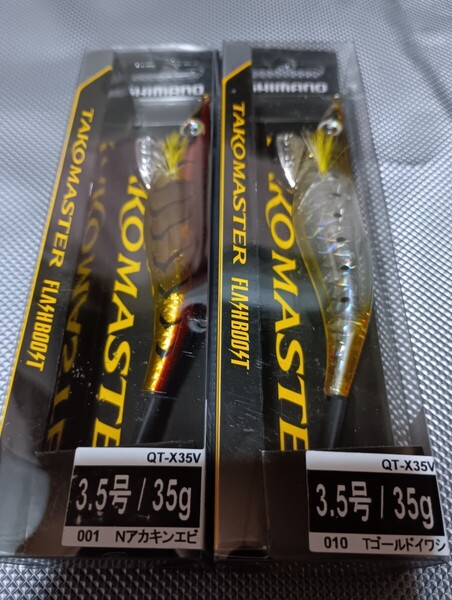 SHIMANO
TAKOMASTER FLASHBOOST
TAKOMASTE
QT-X35V
3.5号/35g
001 Nアカキンエビ
SHIMANO
TAKOMASTER FLASHBOOST
AKOMASTE
QT-X35V
3.5号/35g
010 Tゴールドイワシ